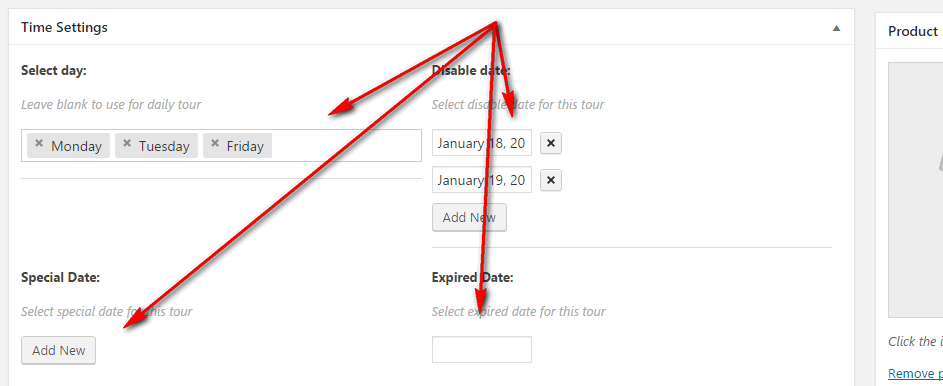 Time Settings
Product
Select day:
Disable date:
Leave blank to use for daily tour
Select disable date for this tour
× Monday × Tuesday × Friday
January 18, 20 ×
January 19, 20 ×
Add New
Special Date:
Expired Date:
Select special date for this tour
Select expired date for this tour
Add New
Click the i
Remove p